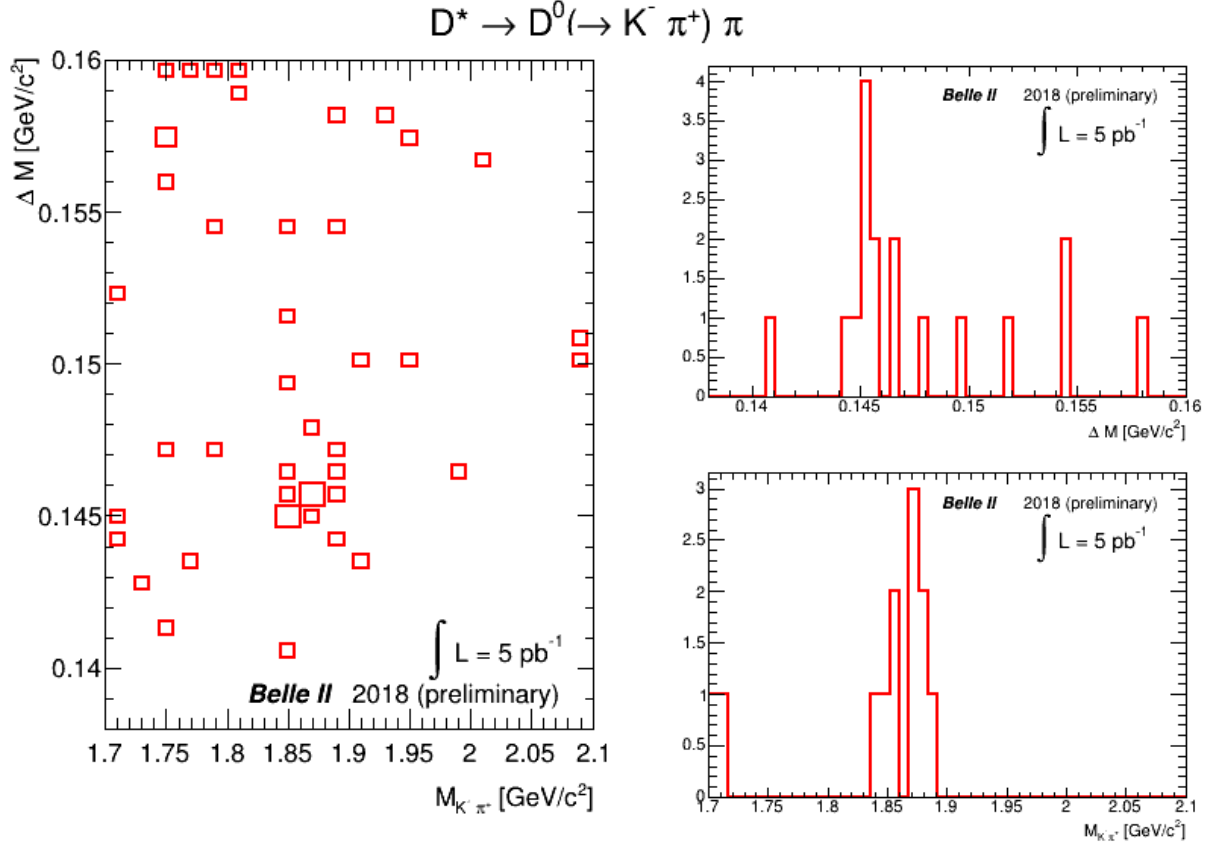 D* → D⁰(→ K⁻ π⁺) π
Δ M [GeV/c²]
0.16
0.155
0.15
0.145
0.14
∫ L = 5 pb⁻¹
Belle II 2018 (preliminary)
1.7 1.75 1.8 1.85 1.9 1.95 2 2.05 2.1
M K⁻ π⁺ [GeV/c²]
Belle II 2018 (preliminary)
∫ L = 5 pb⁻¹
4
3.5
3
2.5
2
1.5
1
0.5
0
0.14 0.145 0.15 0.155 0.16
Δ M [GeV/c²]
Belle II 2018 (preliminary)
∫ L = 5 pb⁻¹
3
2.5
2
1.5
1
0.5
0
1.7 1.75 1.8 1.85 1.9 1.95 2 2.05 2.1
M K⁻ π⁺ [GeV/c²]